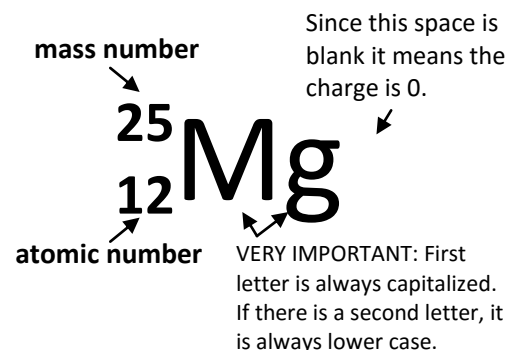 mass number
Since this space is
blank it means the
charge is 0.
25
12
Mg
atomic number
VERY IMPORTANT: First
letter is always capitalized.
If there is a second letter, it
is always lower case.